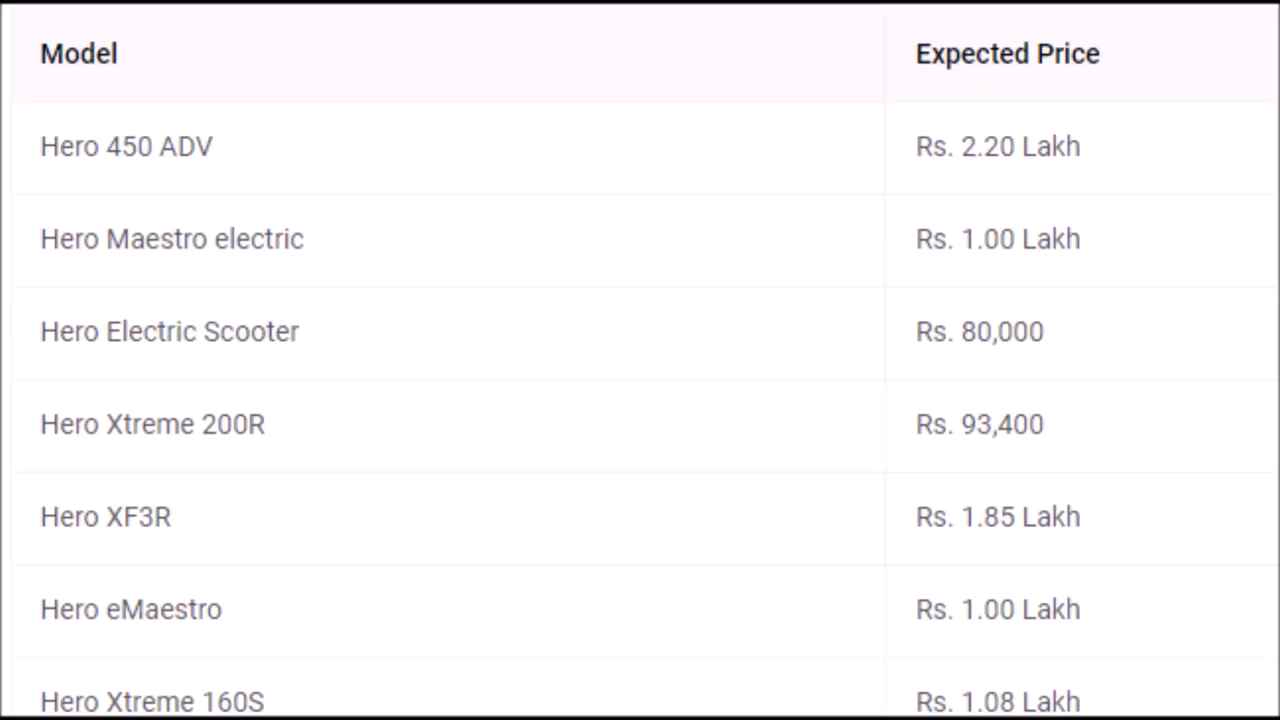 Model Expected Price
Hero 450 ADV Rs. 2.20 Lakh
Hero Maestro electric Rs. 1.00 Lakh
Hero Electric Scooter Rs. 80,000
Hero Xtreme 200R Rs. 93,400
Hero XF3R Rs. 1.85 Lakh
Hero eMaestro Rs. 1.00 Lakh
Hero Xtreme 160S Rs. 1.08 Lakh